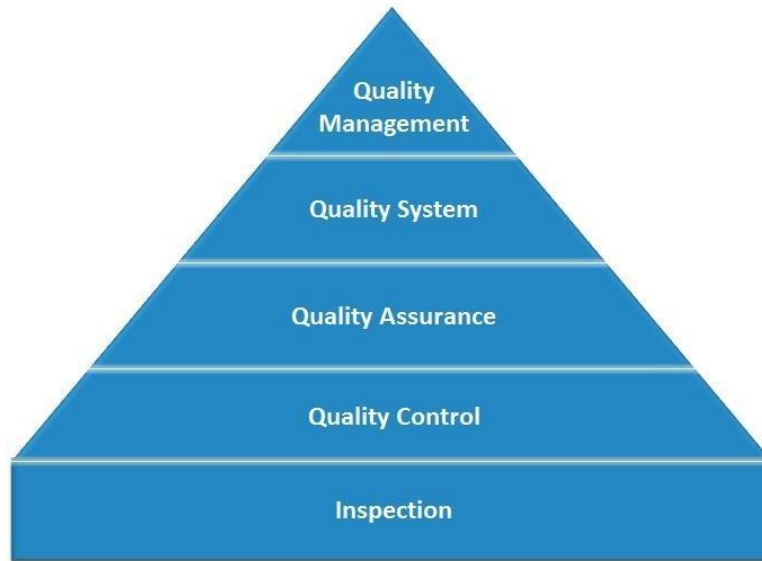 Quality
Management
Quality System
Quality Assurance
Quality Control
Inspection